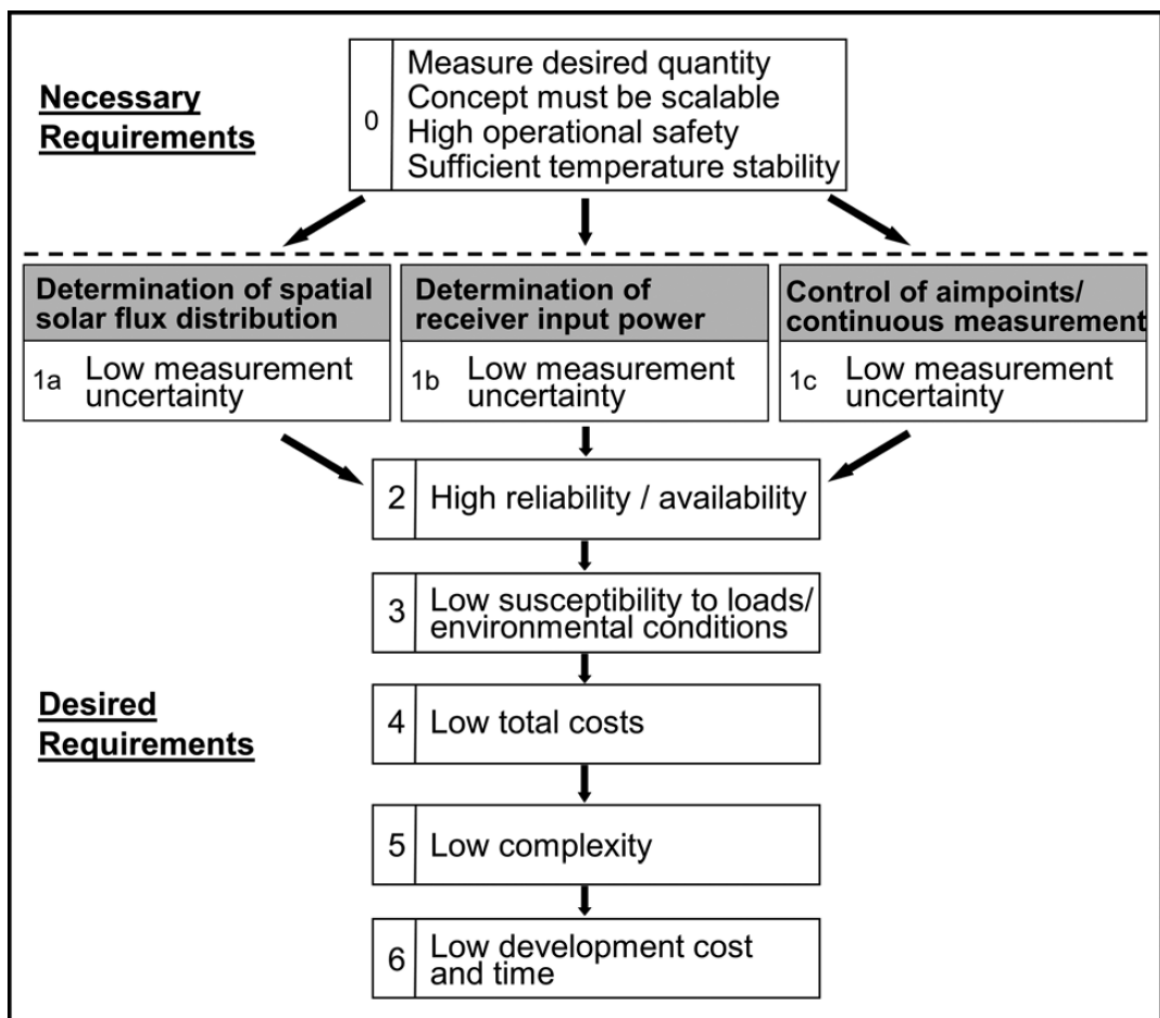 Necessary
Requirements
0
Measure desired quantity
Concept must be scalable
High operational safety
Sufficient temperature stability
Determination of spatial
solar flux distribution
1a Low measurement
uncertainty
Determination of
receiver input power
1b Low measurement
uncertainty
Control of aimpoints/
continuous measurement
1c Low measurement
uncertainty
2 High reliability / availability
3 Low susceptibility to loads/
environmental conditions
Desired
Requirements
4 Low total costs
5 Low complexity
6 Low development cost
and time